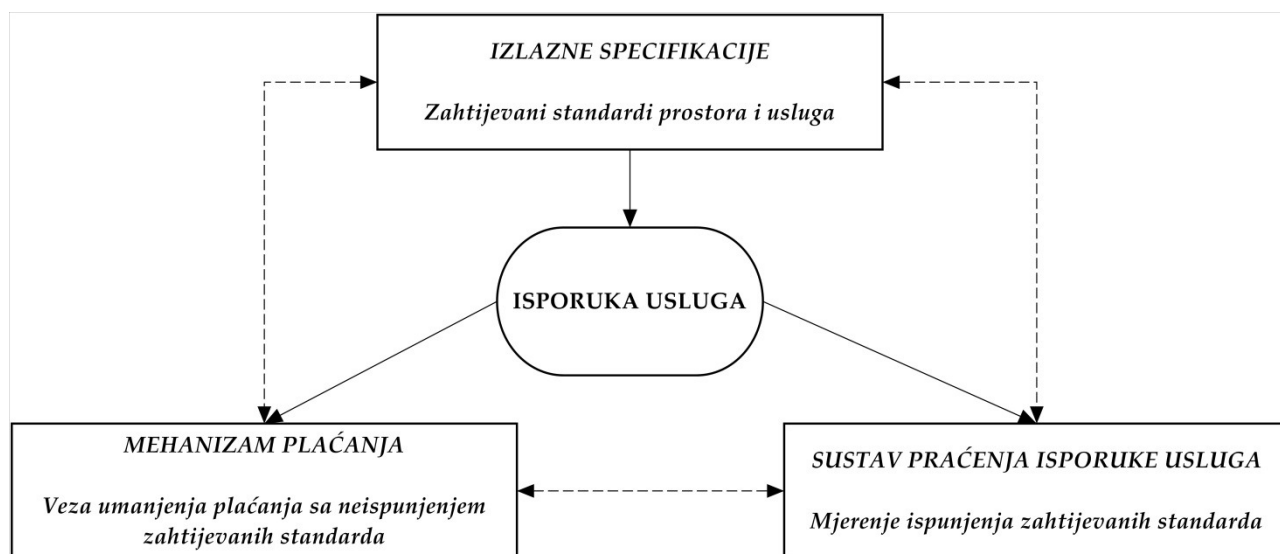 IZLAZNE SPECIFIKACIJE
Zahtijevani standardi prostora i usluga
ISPORUKA USLUGA
MEHANIZAM PLAĆANJA
Veza umanjenja plaćanja sa neispunjenjem
zahtijevanih standarda
SUSTAV PRAĆENJA ISPORUKE USLUGA
Mjerenje ispunjenja zahtijevanih standarda